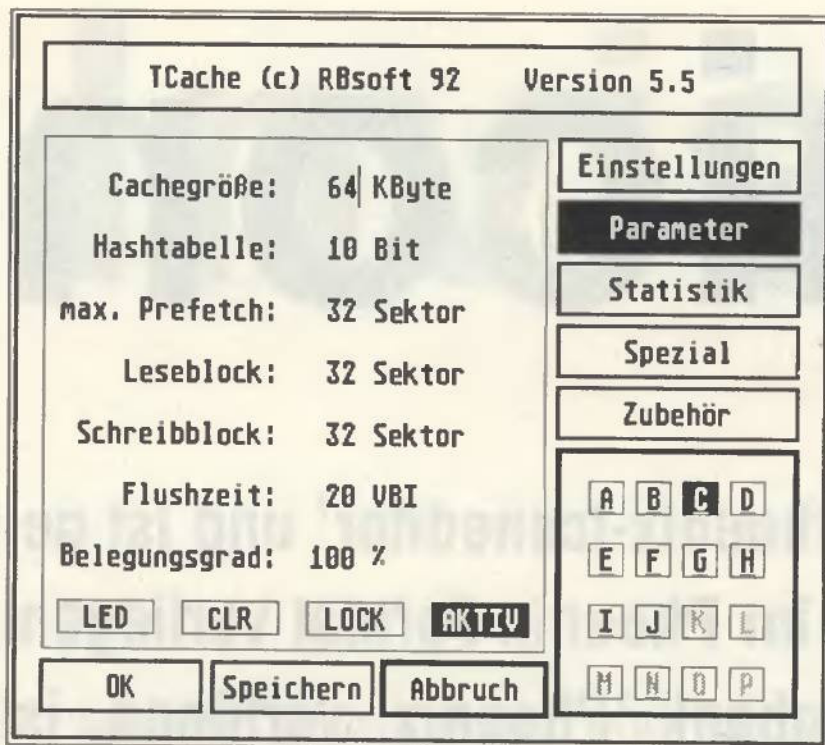 TCache (c) RBsoft 92 Version 5.5
Cachegröße: 64 KByte
Hashtabelle: 10 Bit
max. Prefetch: 32 Sektor
Leseblock: 32 Sektor
Schreibblock: 32 Sektor
Flushzeit: 20 VBI
Belegungsgrad: 100 %
LED CLR LOCK AKTIV
OK Speichern Abbruch
Einstellungen
Parameter
Statistik
Spezial
Zubehör
A B C D
E F G H
I J K L
M N O P